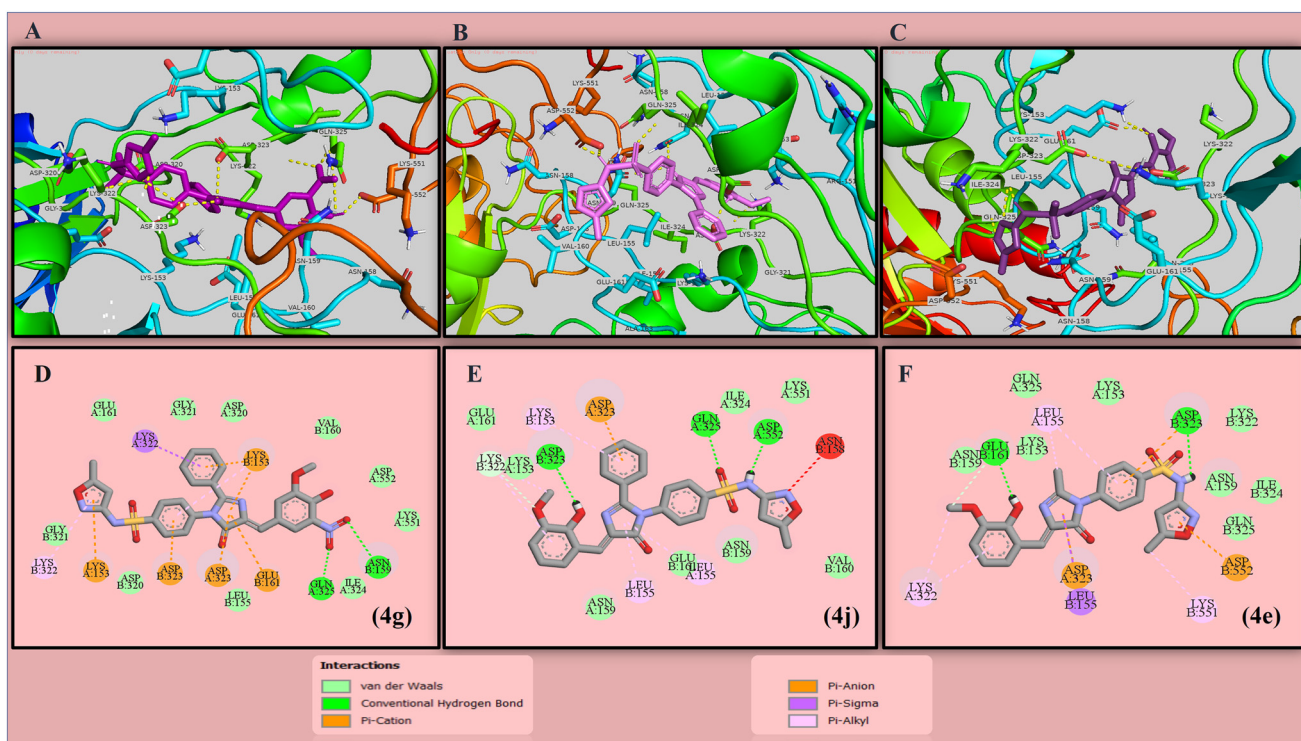 A
LYS-153
GLN-325
ASP-323
LYS-551
ASP-320
ASP-320
LYS-322
ASP-323
LYS-153
ASN-159
ASN-158
VAL-160
B
LYS-551
GLN-325
ASP-552
ASN-158
GLN-325
ASP-1
ILE-324
LYS-322
VAL-160
LEU-155
GLU-161
GLY-321
C
LYS-322
LYS-322
ILE-324
LEU-155
GLN-325
ASN-159
GLU-161
ASN-158
D
GLU
A:161
GLY
A:321
ASP
A:320
LYS
A:322
VAL
B:160
LYS
B:153
ASP
A:552
LYS
A:551
GLY
B:321
LYS
B:322
LYS
A:153
ASP
B:320
ASP
B:323
ASP
A:323
LEU
B:155
GLU
B:161
GLN
A:325
ILE
A:324
ASN
B:159
(4g)
E
GLU
A:161
LYS
B:153
ASP
A:323
GLN
A:325
ILE
A:324
LYS
A:551
ASP
A:552
ASN
B:158
LYS
B:322
LYS
A:153
ASP
B:323
LEU
A:155
ASN
B:159
VAL
B:160
LEU
B:155
ASN
A:159
(4j)
F
GLN
A:325
LYS
A:153
LEU
A:155
ASP
B:323
LYS
B:322
ASN
B:159
GLU
B:161
LYS
B:153
ASN
A:159
ILE
B:324
GLN
B:325
LYS
A:322
ASP
A:323
LEU
B:155
LYS
B:551
ASP
B:552
(4e)
Interactions
van der Waals
Conventional Hydrogen Bond
Pi-Cation
Pi-Anion
Pi-Sigma
Pi-Alkyl